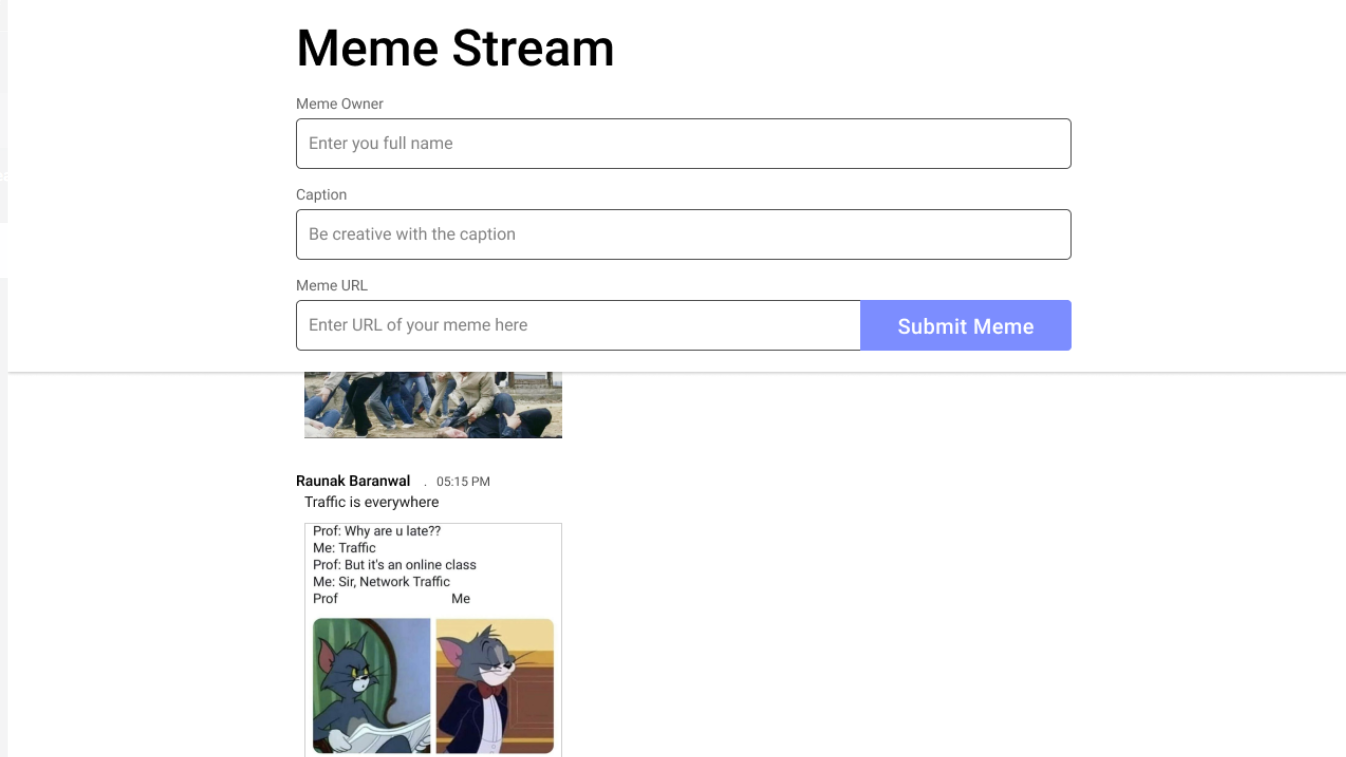 Meme Stream
Meme Owner
Enter you full name
Caption
Be creative with the caption
Meme URL
Enter URL of your meme here
Submit Meme
Raunak Baranwal . 05:15 PM
Traffic is everywhere
Prof: Why are u late??
Me: Traffic
Prof: But it's an online class
Me: Sir, Network Traffic
Prof Me